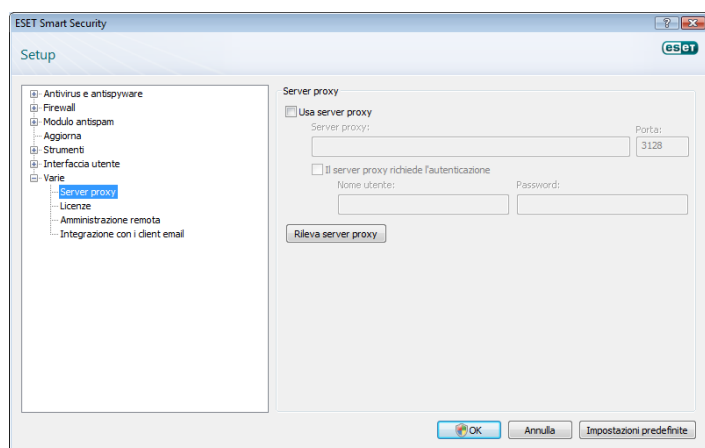 ESET Smart Security
Setup
eset
Antivirus e antispyware
Firewall
Modulo antispam
Aggiorna
Strumenti
Interfaccia utente
Varie
Server proxy
Licenze
Amministrazione remota
Integrazione con i client email
Server proxy
Usa server proxy
Server proxy:
Porta:
3128
Il server proxy richiede l'autenticazione
Nome utente:
Password:
Rileva server proxy
OK
Annulla
Impostazioni predefinite